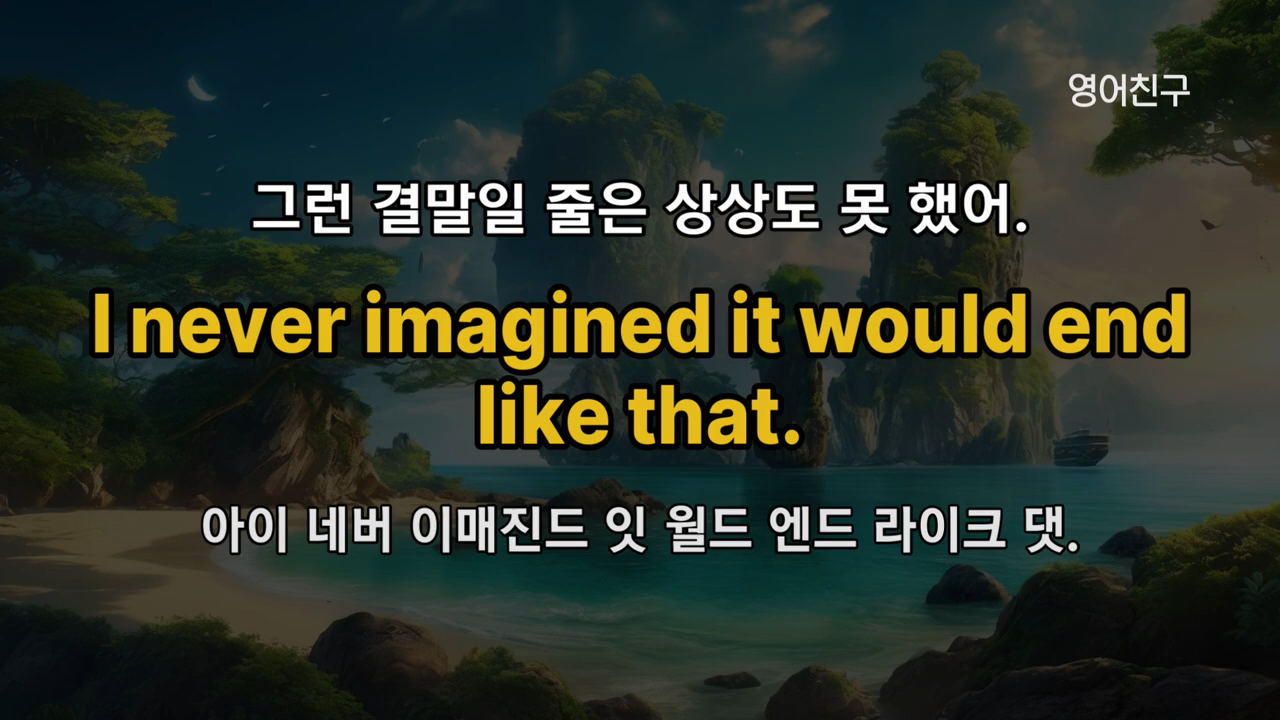 영어친구
그런 결말일 줄은 상상도 못 했어.
I never imagined it would end
like that.
아이 네버 이매진드 잇 월드 엔드 라이크 댓.